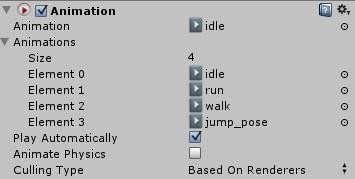 Animation
Animation idle
Animations
Size 4
Element 0 idle
Element 1 run
Element 2 walk
Element 3 jump_pose
Play Automatically
Animate Physics
Culling Type Based On Renderers